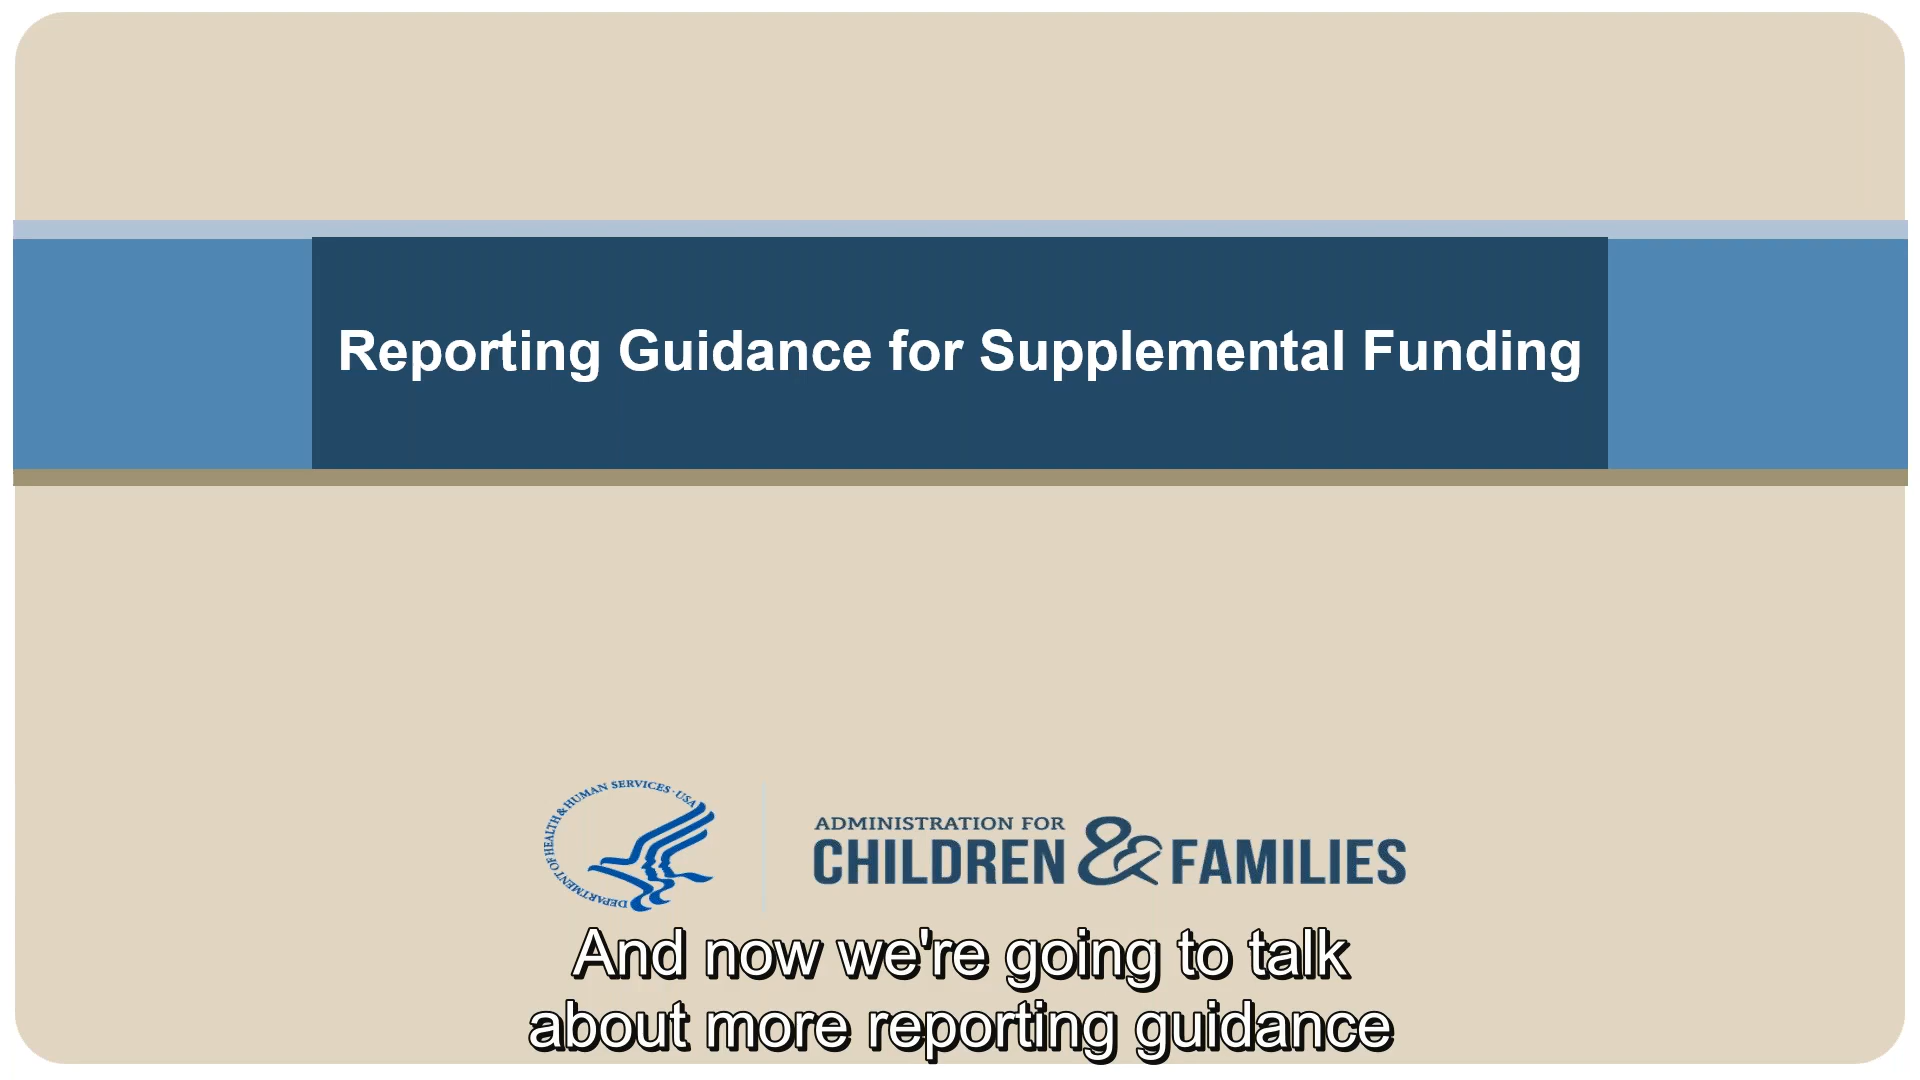 Reporting Guidance for Supplemental Funding
DEPARTMENT OF HEALTH & HUMAN SERVICES · USA
ADMINISTRATION FOR
CHILDREN & FAMILIES
And now we're going to talk
about more reporting guidance